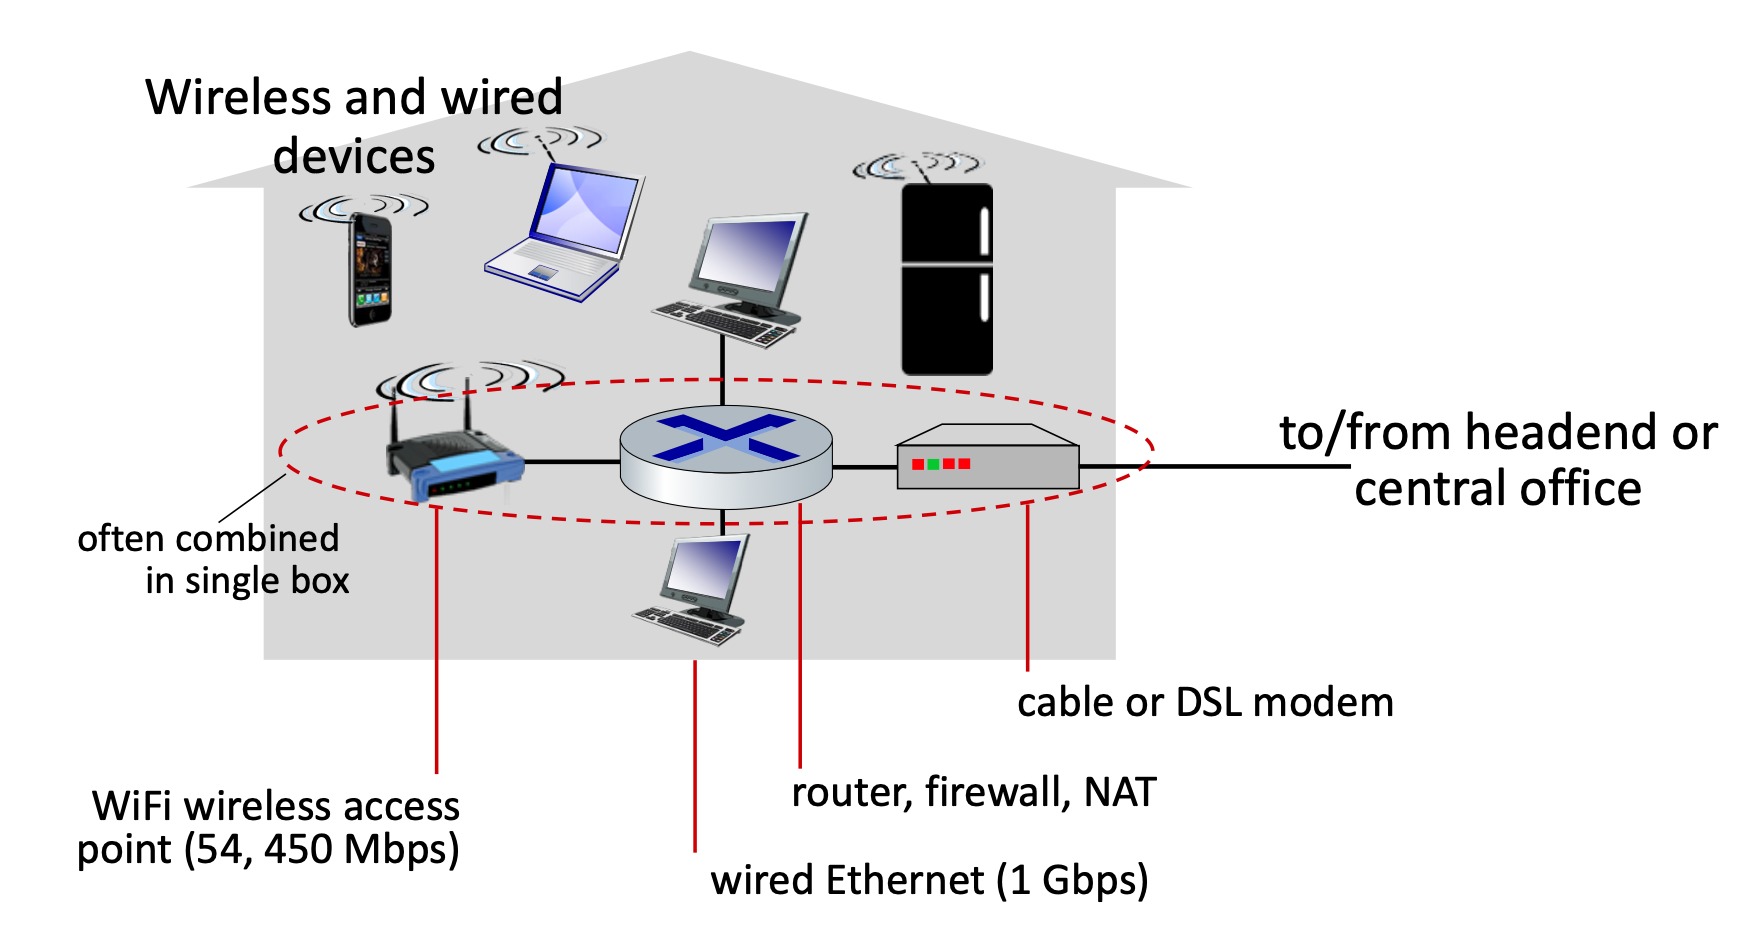 Wireless and wired
devices
to/from headend or
central office
often combined
in single box
cable or DSL modem
router, firewall, NAT
WiFi wireless access
point (54, 450 Mbps)
wired Ethernet (1 Gbps)